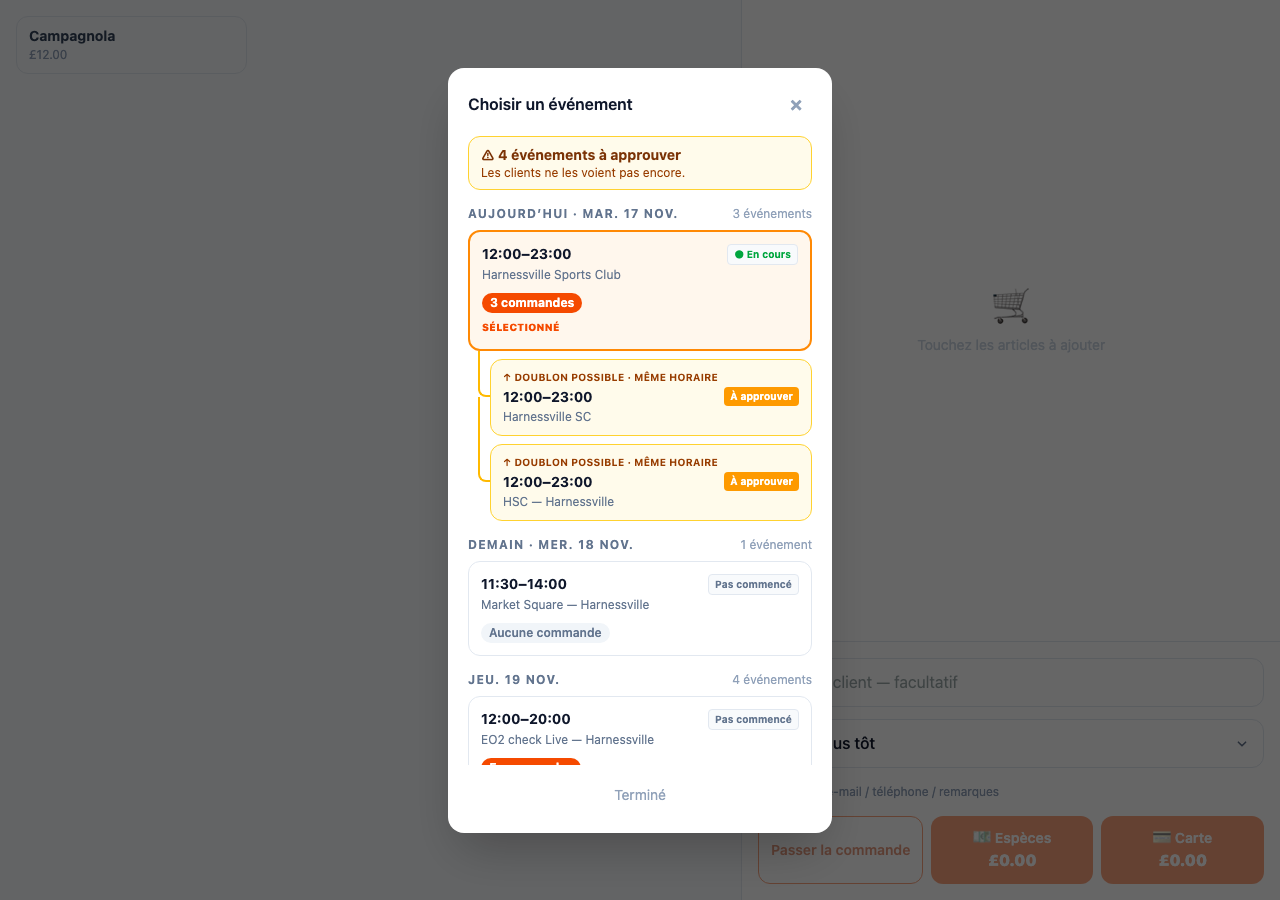 Campagnola
£12.00
Choisir un événement
×
⚠ 4 événements à approuver
Les clients ne les voient pas encore.
AUJOURD'HUI · MAR. 17 NOV.
3 événements
12:00–23:00
En cours
Harnessville Sports Club
3 commandes
SÉLECTIONNÉ
↑ DOUBLON POSSIBLE · MÊME HORAIRE
12:00–23:00
À approuver
Harnessville SC
↑ DOUBLON POSSIBLE · MÊME HORAIRE
12:00–23:00
À approuver
HSC — Harnessville
DEMAIN · MER. 18 NOV.
1 événement
11:30–14:00
Pas commencé
Market Square — Harnessville
Aucune commande
JEU. 19 NOV.
4 événements
12:00–20:00
Pas commencé
EO2 check Live — Harnessville
Terminé
Touchez les articles à ajouter
client — facultatif
us tôt
-mail / téléphone / remarques
Passer la commande
Espèces
£0.00
Carte
£0.00